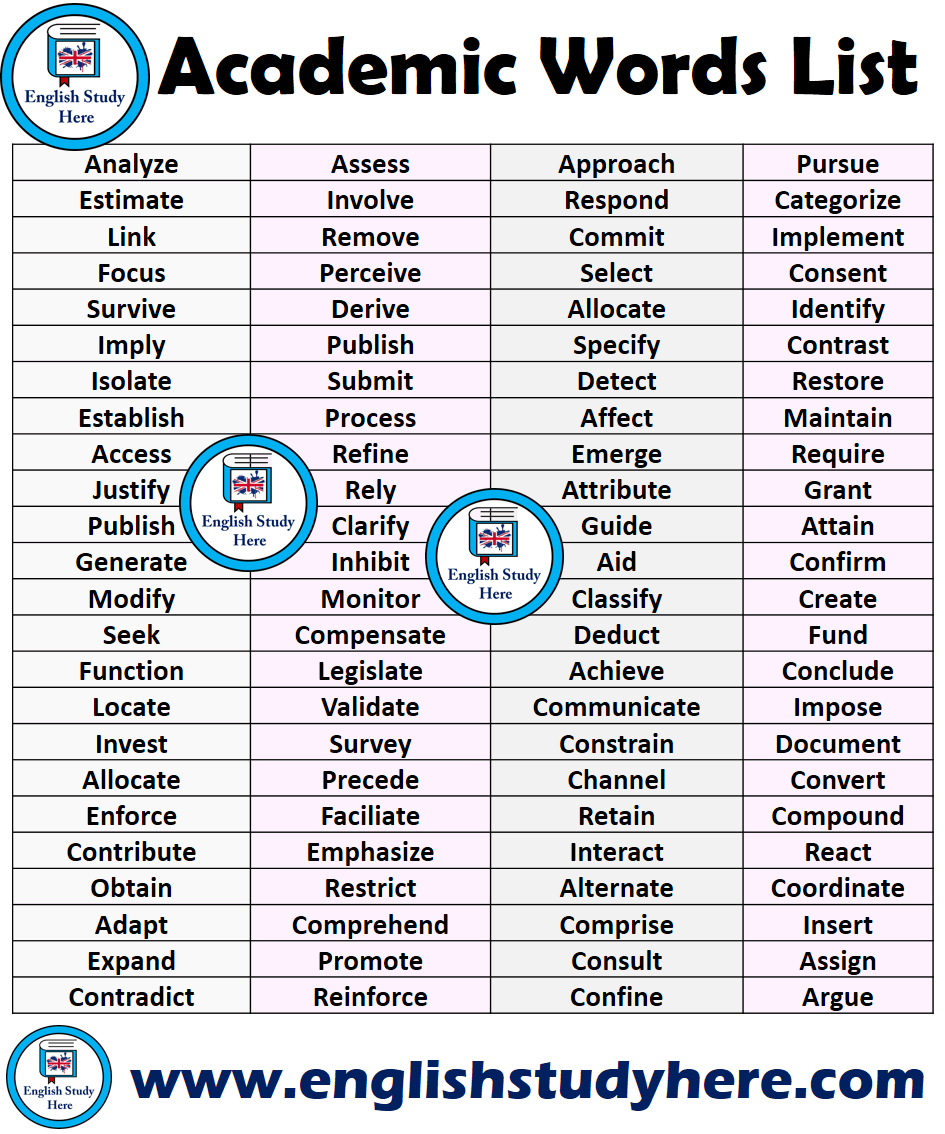 English Study
Here
Academic Words List
Analyze Assess Approach Pursue
Estimate Involve Respond Categorize
Link Remove Commit Implement
Focus Perceive Select Consent
Survive Derive Allocate Identify
Imply Publish Specify Contrast
Isolate Submit Detect Restore
Establish Process Affect Maintain
Access Refine Emerge Require
Justify Rely Attribute Grant
Publish Clarify Guide Attain
Generate Inhibit Aid Confirm
Modify Monitor Classify Create
Seek Compensate Deduct Fund
Function Legislate Achieve Conclude
Locate Validate Communicate Impose
Invest Survey Constrain Document
Allocate Precede Channel Convert
Enforce Faciliate Retain Compound
Contribute Emphasize Interact React
Obtain Restrict Alternate Coordinate
Adapt Comprehend Comprise Insert
Expand Promote Consult Assign
Contradict Reinforce Confine Argue
English Study
Here
English Study
Here
English Study
Here
www.englishstudyhere.com